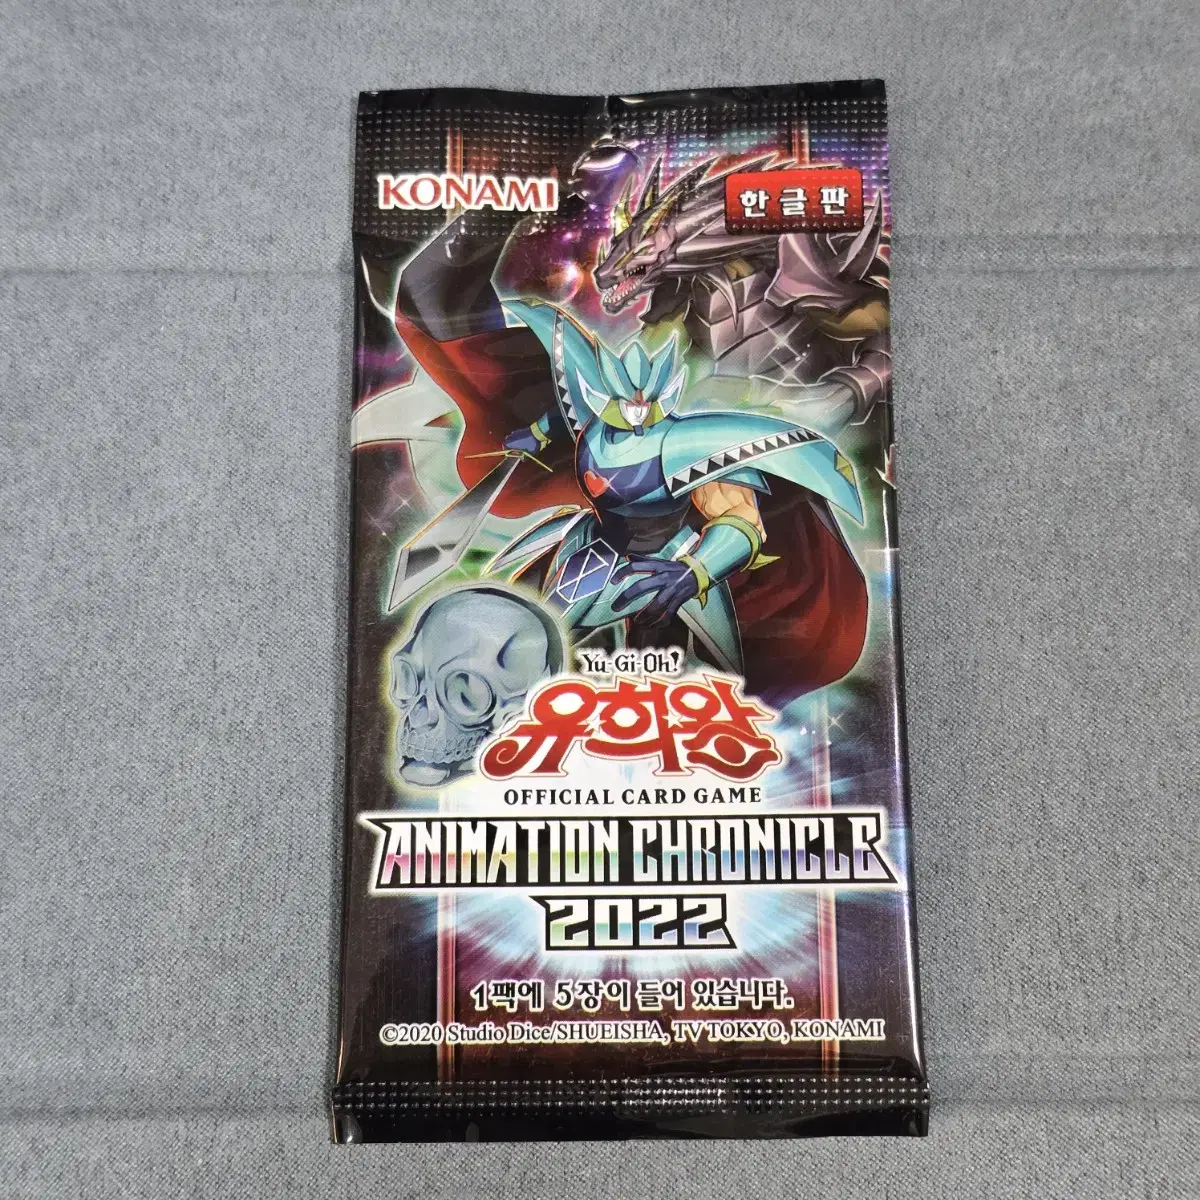 KONAMI
한글판
Yu-Gi-Oh!
유☆희☆왕
OFFICIAL CARD GAME
ANIMATION CHRONICLE
2022
1팩에 5장이 들어 있습니다.
©2020 Studio Dice/SHUEISHA, TV TOKYO, KONAMI